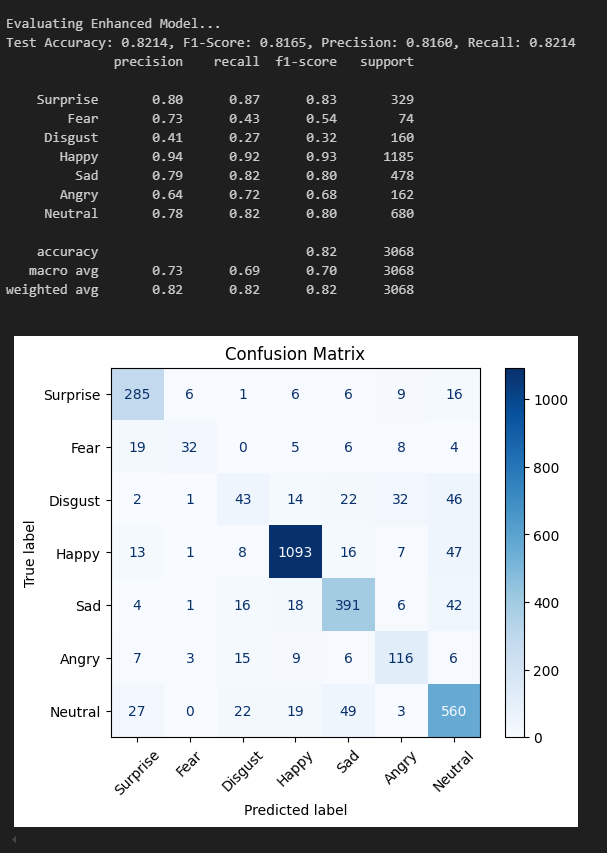 Evaluating Enhanced Model...
Test Accuracy: 0.8214, F1-Score: 0.8165, Precision: 0.8160, Recall: 0.8214
precision recall f1-score support
Surprise 0.80 0.87 0.83 329
Fear 0.73 0.43 0.54 74
Disgust 0.41 0.27 0.32 160
Happy 0.94 0.92 0.93 1185
Sad 0.79 0.82 0.80 478
Angry 0.64 0.72 0.68 162
Neutral 0.78 0.82 0.80 680
accuracy 0.82 3068
macro avg 0.73 0.69 0.70 3068
weighted avg 0.82 0.82 0.82 3068
Confusion Matrix
True label
Surprise 285 6 1 6 6 9 16
Fear 19 32 0 5 6 8 4
Disgust 2 1 43 14 22 32 46
Happy 13 1 8 1093 16 7 47
Sad 4 1 16 18 391 6 42
Angry 7 3 15 9 6 116 6
Neutral 27 0 22 19 49 3 560
Surprise Fear Disgust Happy Sad Angry Neutral
Predicted label
1000
800
600
400
200
0